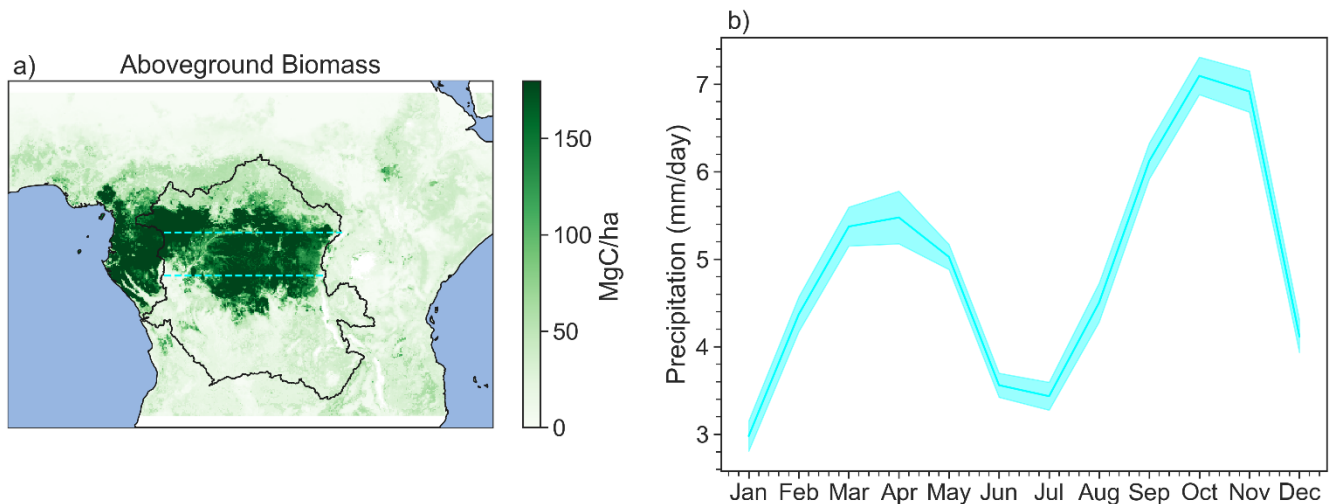 a)
Aboveground Biomass
150
100
50
0
MgC/ha
b)
Precipitation (mm/day)
7
6
5
4
3
Jan Feb Mar Apr May Jun Jul Aug Sep Oct Nov Dec